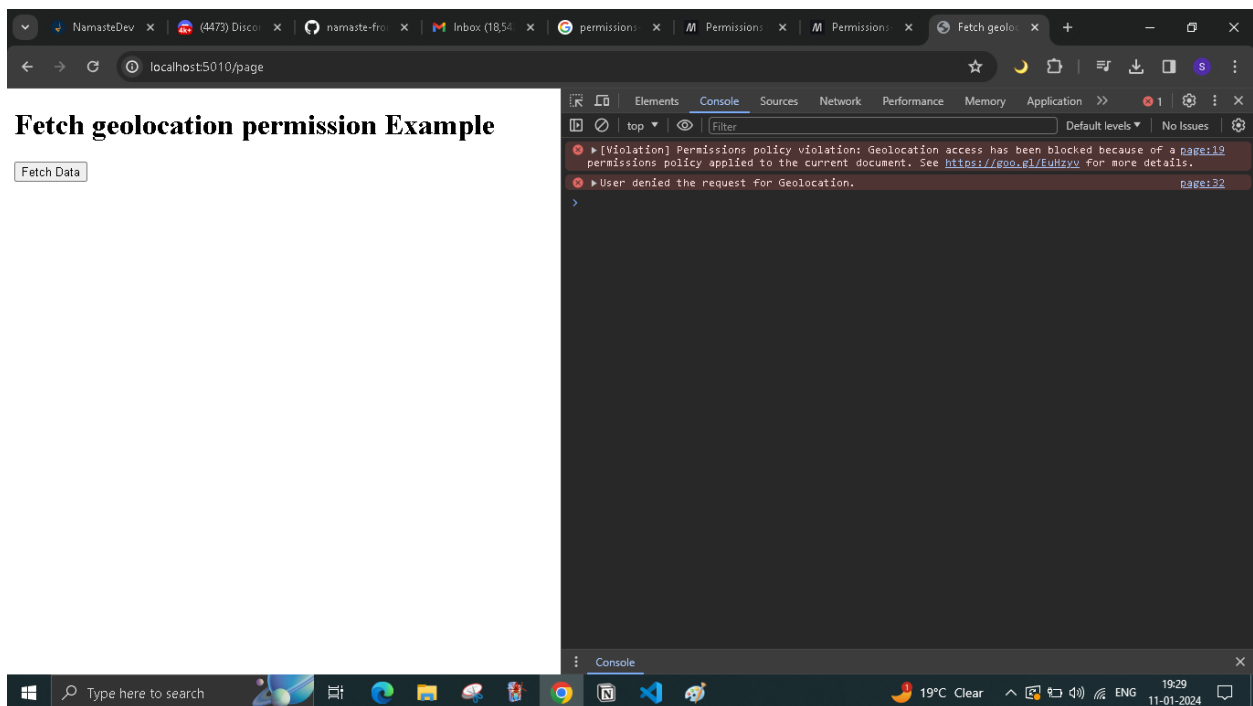 NamasteDev
(4473) Disco
namaste-fro
Inbox (18,54
permissions-
Permissions
Permissions
Fetch geoloc
localhost:5010/page
S
Fetch geolocation permission Example
Fetch Data
Elements
Console
Sources
Network
Performance
Memory
Application
1
top
Filter
Default levels
No Issues
[Violation] Permissions policy violation: Geolocation access has been blocked because of a page:19
permissions policy applied to the current document. See https://goo.gl/EuHzyv for more details.
User denied the request for Geolocation. page:32
Console
Type here to search
19°C Clear
ENG
19:29
11-01-2024